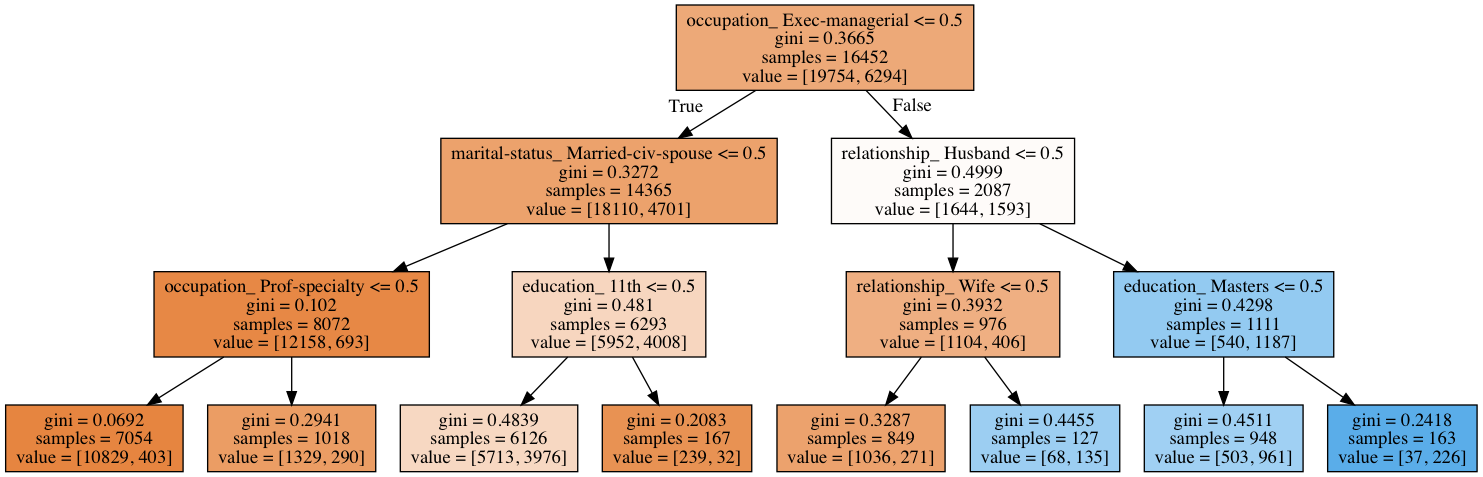 occupation_ Exec-managerial <= 0.5
gini = 0.3665
samples = 16452
value = [19754, 6294]
True
False
marital-status_ Married-civ-spouse <= 0.5
gini = 0.3272
samples = 14365
value = [18110, 4701]
relationship_ Husband <= 0.5
gini = 0.4999
samples = 2087
value = [1644, 1593]
occupation_ Prof-specialty <= 0.5
gini = 0.102
samples = 8072
value = [12158, 693]
education_ 11th <= 0.5
gini = 0.481
samples = 6293
value = [5952, 4008]
relationship_ Wife <= 0.5
gini = 0.3932
samples = 976
value = [1104, 406]
education_ Masters <= 0.5
gini = 0.4298
samples = 1111
value = [540, 1187]
gini = 0.0692
samples = 7054
value = [10829, 403]
gini = 0.2941
samples = 1018
value = [1329, 290]
gini = 0.4839
samples = 6126
value = [5713, 3976]
gini = 0.2083
samples = 167
value = [239, 32]
gini = 0.3287
samples = 849
value = [1036, 271]
gini = 0.4455
samples = 127
value = [68, 135]
gini = 0.4511
samples = 948
value = [503, 961]
gini = 0.2418
samples = 163
value = [37, 226]